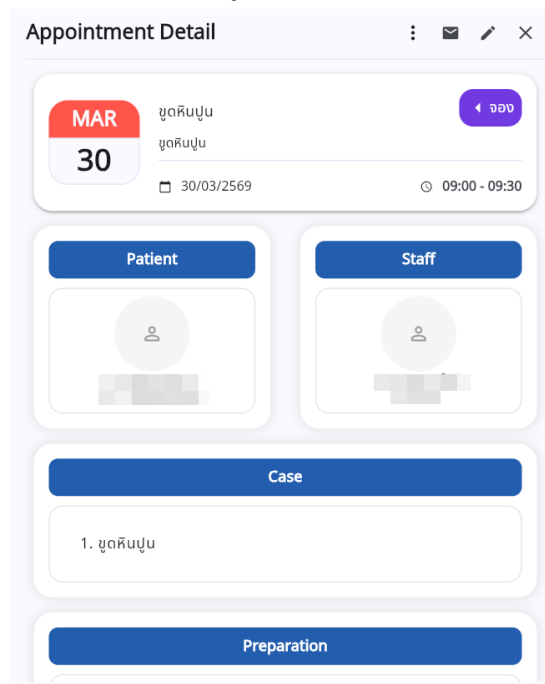 Appointment Detail
MAR
30
ขูดหินปูน
จอง
ขูดหินปูน
30/03/2569
09:00 - 09:30
Patient
Staff
Case
1. ขูดหินปูน
Preparation